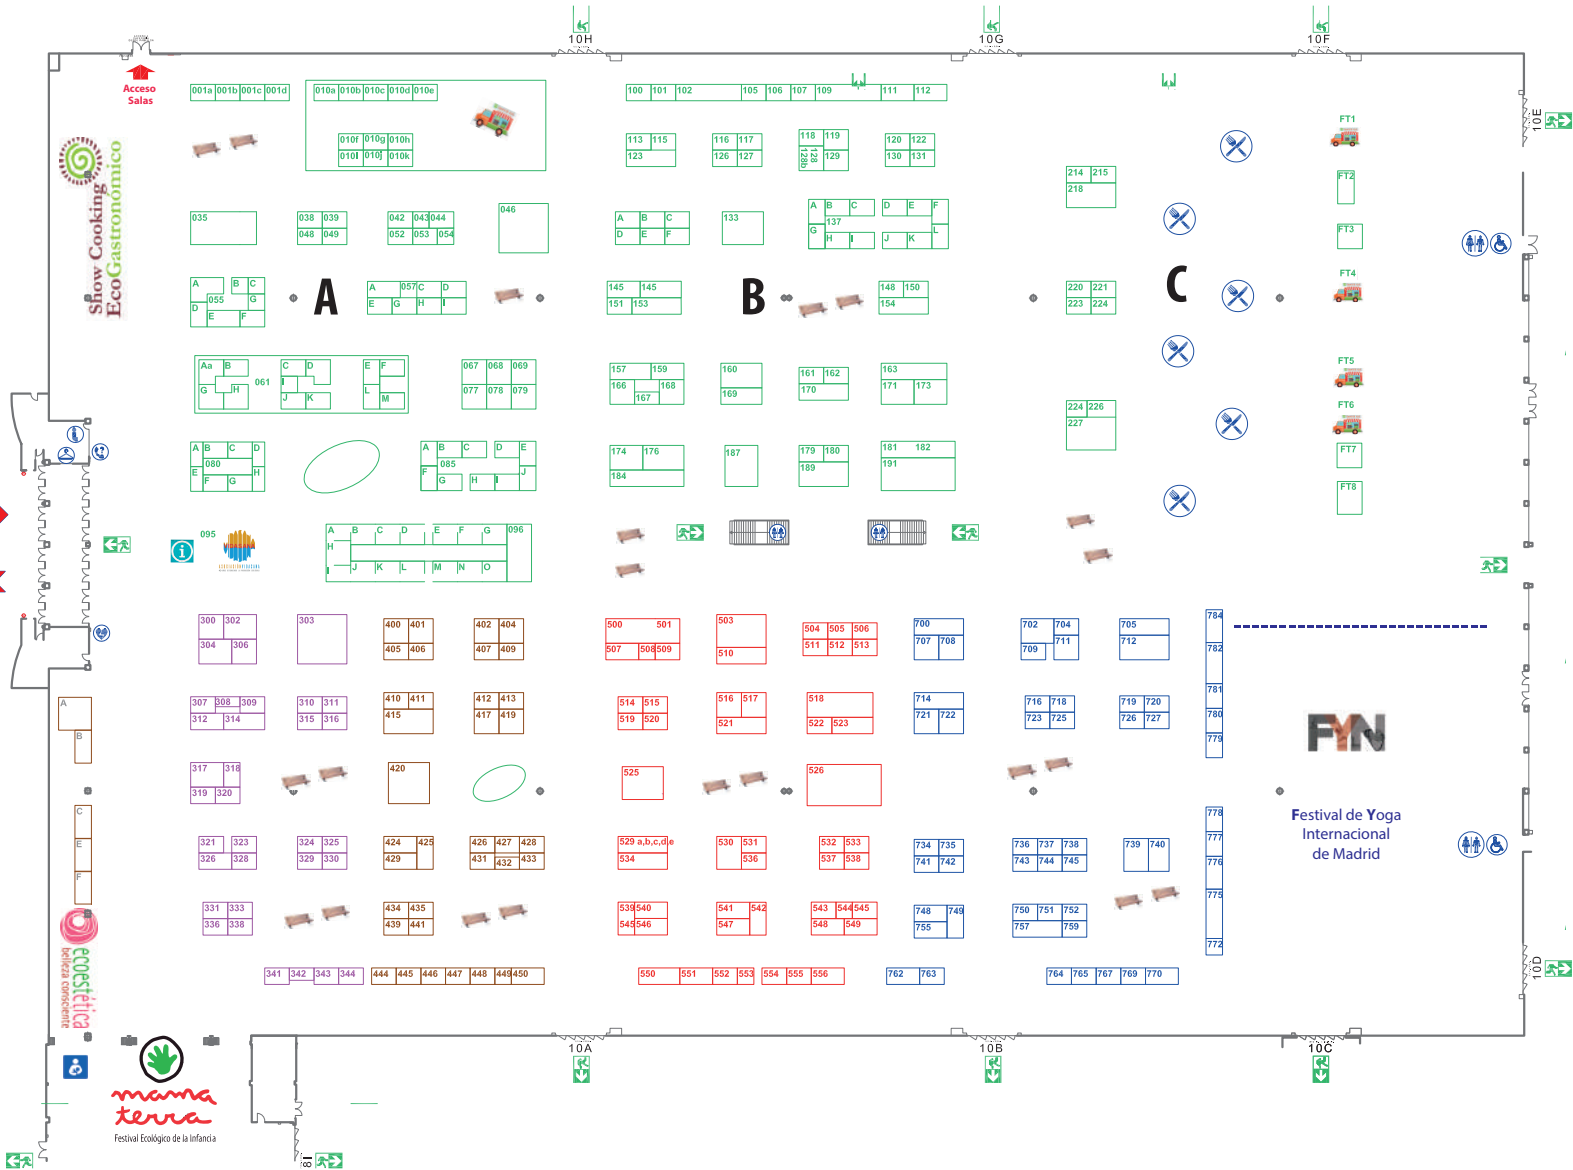 10H
10G
10F
Acceso
Salas
001a 001b 001c 001d
010a 010b 010c 010d 010e
100 101 102 105 106 107 109 111 112
10E
FT1
010f 010g 010h
010i 010j 010k
113 115
123
116 117
126 127
118 119
128b 128 129
120 122
130 131
Show Cooking
EcoGastronómico
214 215
218
FT2
035
038 039
048 049
042 043 044
052 053 054
046
A B C
D E F
133
A B C D E F
137
G H I J K L
FT3
A B C
055 G
D E F
A 057 C D
E G H I
A
145 145
151 153
B
148 150
154
220 221
223 224
C
FT4
Aa B C D E F
061
G H I J K L M
067 068 069
077 078 079
157 159
166 167 168
160
169
161 162
170
163
171 173
FT5
224 226
227
FT6
A B C D
080
E F G H
A B C D E
085
F G H I J
174 176
184
187
179 180
189
181 182
191
FT7
FT8
095
A B C D E F G 096
H
I J K L M N O
300 302
304 306
303
400 401
405 406
402 404
407 409
500 501
507 508 509
503
510
504 505 506
511 512 513
700
707 708
702 704
709 711
705
712
784
782
781
780
779
307 308 309
312 314
310 311
315 316
410 411
415
412 413
417 419
514 515
519 520
516 517
521
518
522 523
714
721 722
716 718
723 725
719 720
726 727
A
B
FYN
317 318
319 320
420
525
526
C
E
F
Festival de Yoga
Internacional
de Madrid
778
777
776
775
772
321 323
326 328
324 325
329 330
424 425
429
426 427 428
431 432 433
529 a,b,c,d,e
534
530 531
536
532 533
537 538
734 735
741 742
736 737 738
743 744 745
739 740
331 333
336 338
434 435
439 441
539 540
545 546
541 542
547
543 544 545
548 549
748 749
755
750 751 752
757 759
ecoestética
belleza consciente
341 342 343 344
444 445 446 447 448 449 450
550 551 552 553
554 555 556
762 763
764 765 767 769 770
10D
10A
10B
10C
mama
terra
Festival Ecológico de la Infancia
8I